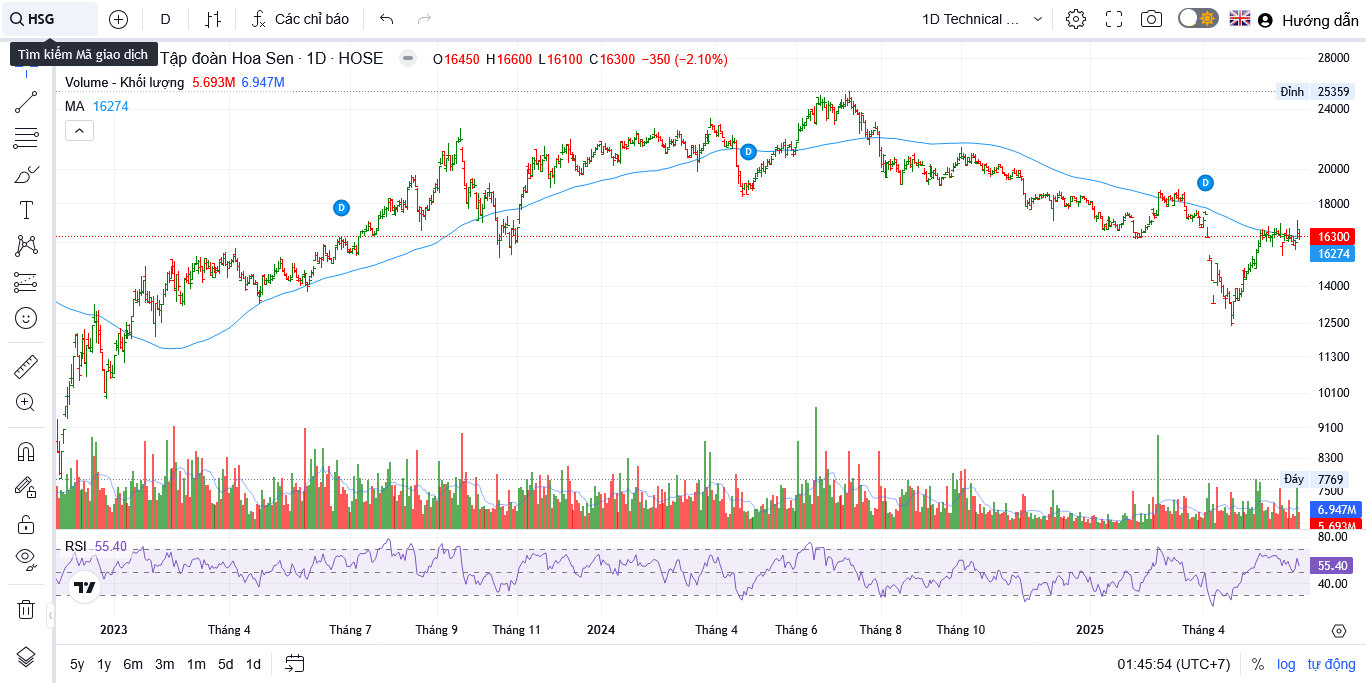 HSG
D
Các chỉ báo
1D Technical ...
Hướng dẫn
Tìm kiếm Mã giao dịch
Tập đoàn Hoa Sen · 1D · HOSE
O16450 H16600 L16100 C16300 −350 (−2.10%)
Volume - Khối lượng 5.693M 6.947M
MA 16274
28000
Đỉnh 25359
24000
20000
18000
16300
16274
14000
12500
11300
10100
9100
8300
Đáy 7769
7500
6.947M
5.693M
80.00
RSI 55.40
55.40
40.00
D
D
D
2023 Tháng 4 Tháng 7 Tháng 9 Tháng 11 2024 Tháng 4 Tháng 6 Tháng 8 Tháng 10 2025 Tháng 4
5y 1y 6m 3m 1m 5d 1d
01:45:54 (UTC+7) % log tự động